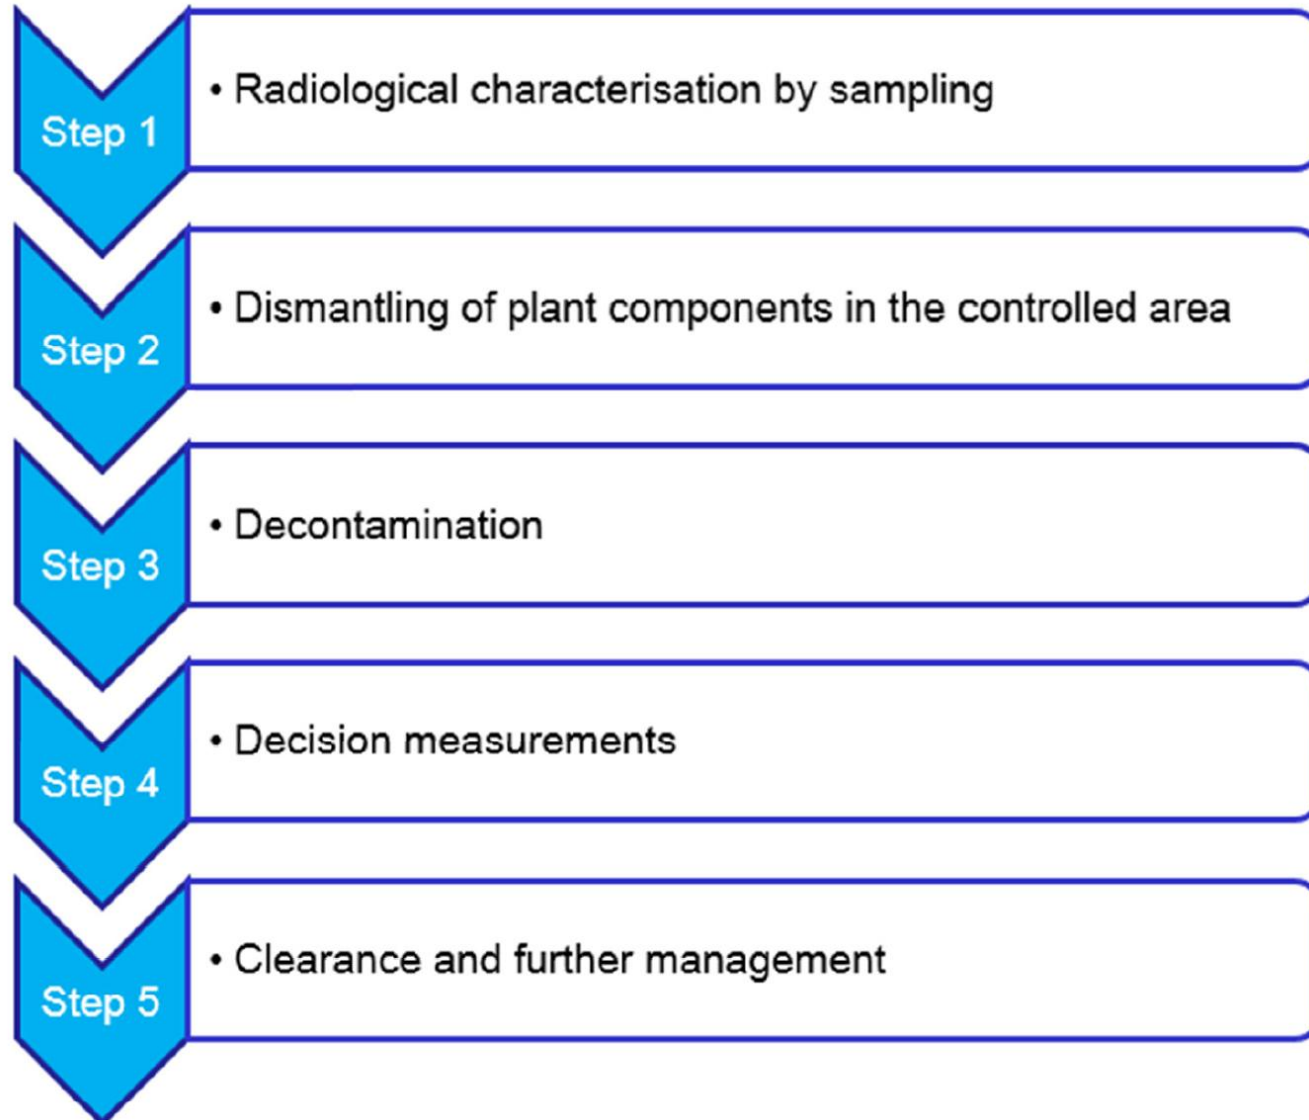 Step 1
• Radiological characterisation by sampling
Step 2
• Dismantling of plant components in the controlled area
Step 3
• Decontamination
Step 4
• Decision measurements
Step 5
• Clearance and further management